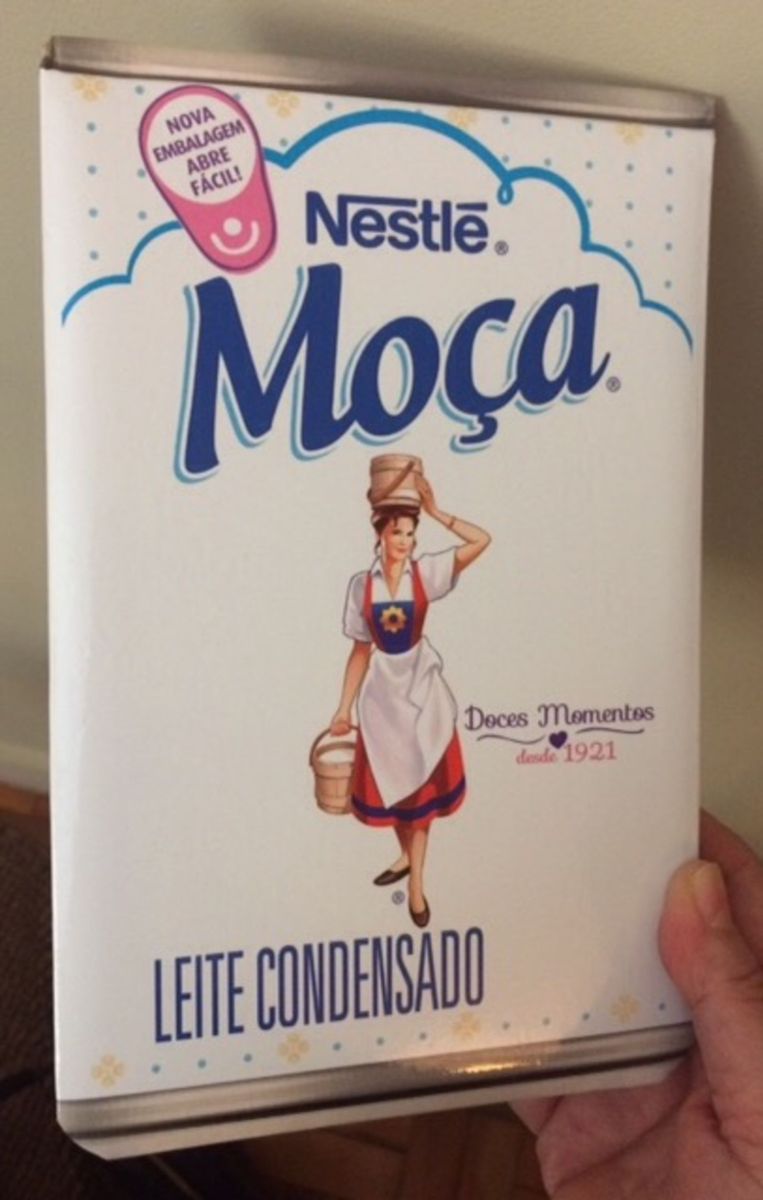 NOVA
EMBALAGEM
ABRE
FÁCIL!
Nestlé®
Moça®
Doces Momentos
desde 1921
®
LEITE CONDENSADO